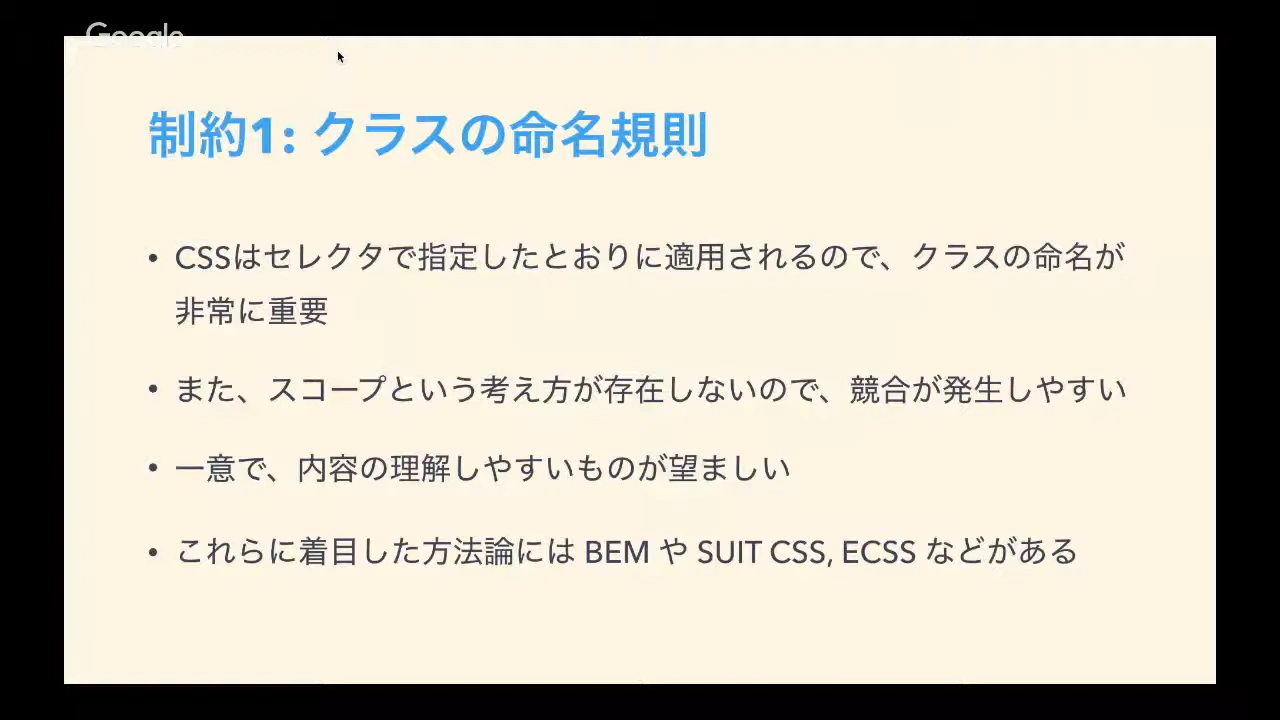 Google
制約1: クラスの命名規則
• CSSはセレクタで指定したとおりに適用されるので、クラスの命名が
非常に重要
• また、スコープという考え方が存在しないので、競合が発生しやすい
• 一意で、内容の理解しやすいものが望ましい
• これらに着目した方法論には BEM や SUIT CSS, ECSS などがある